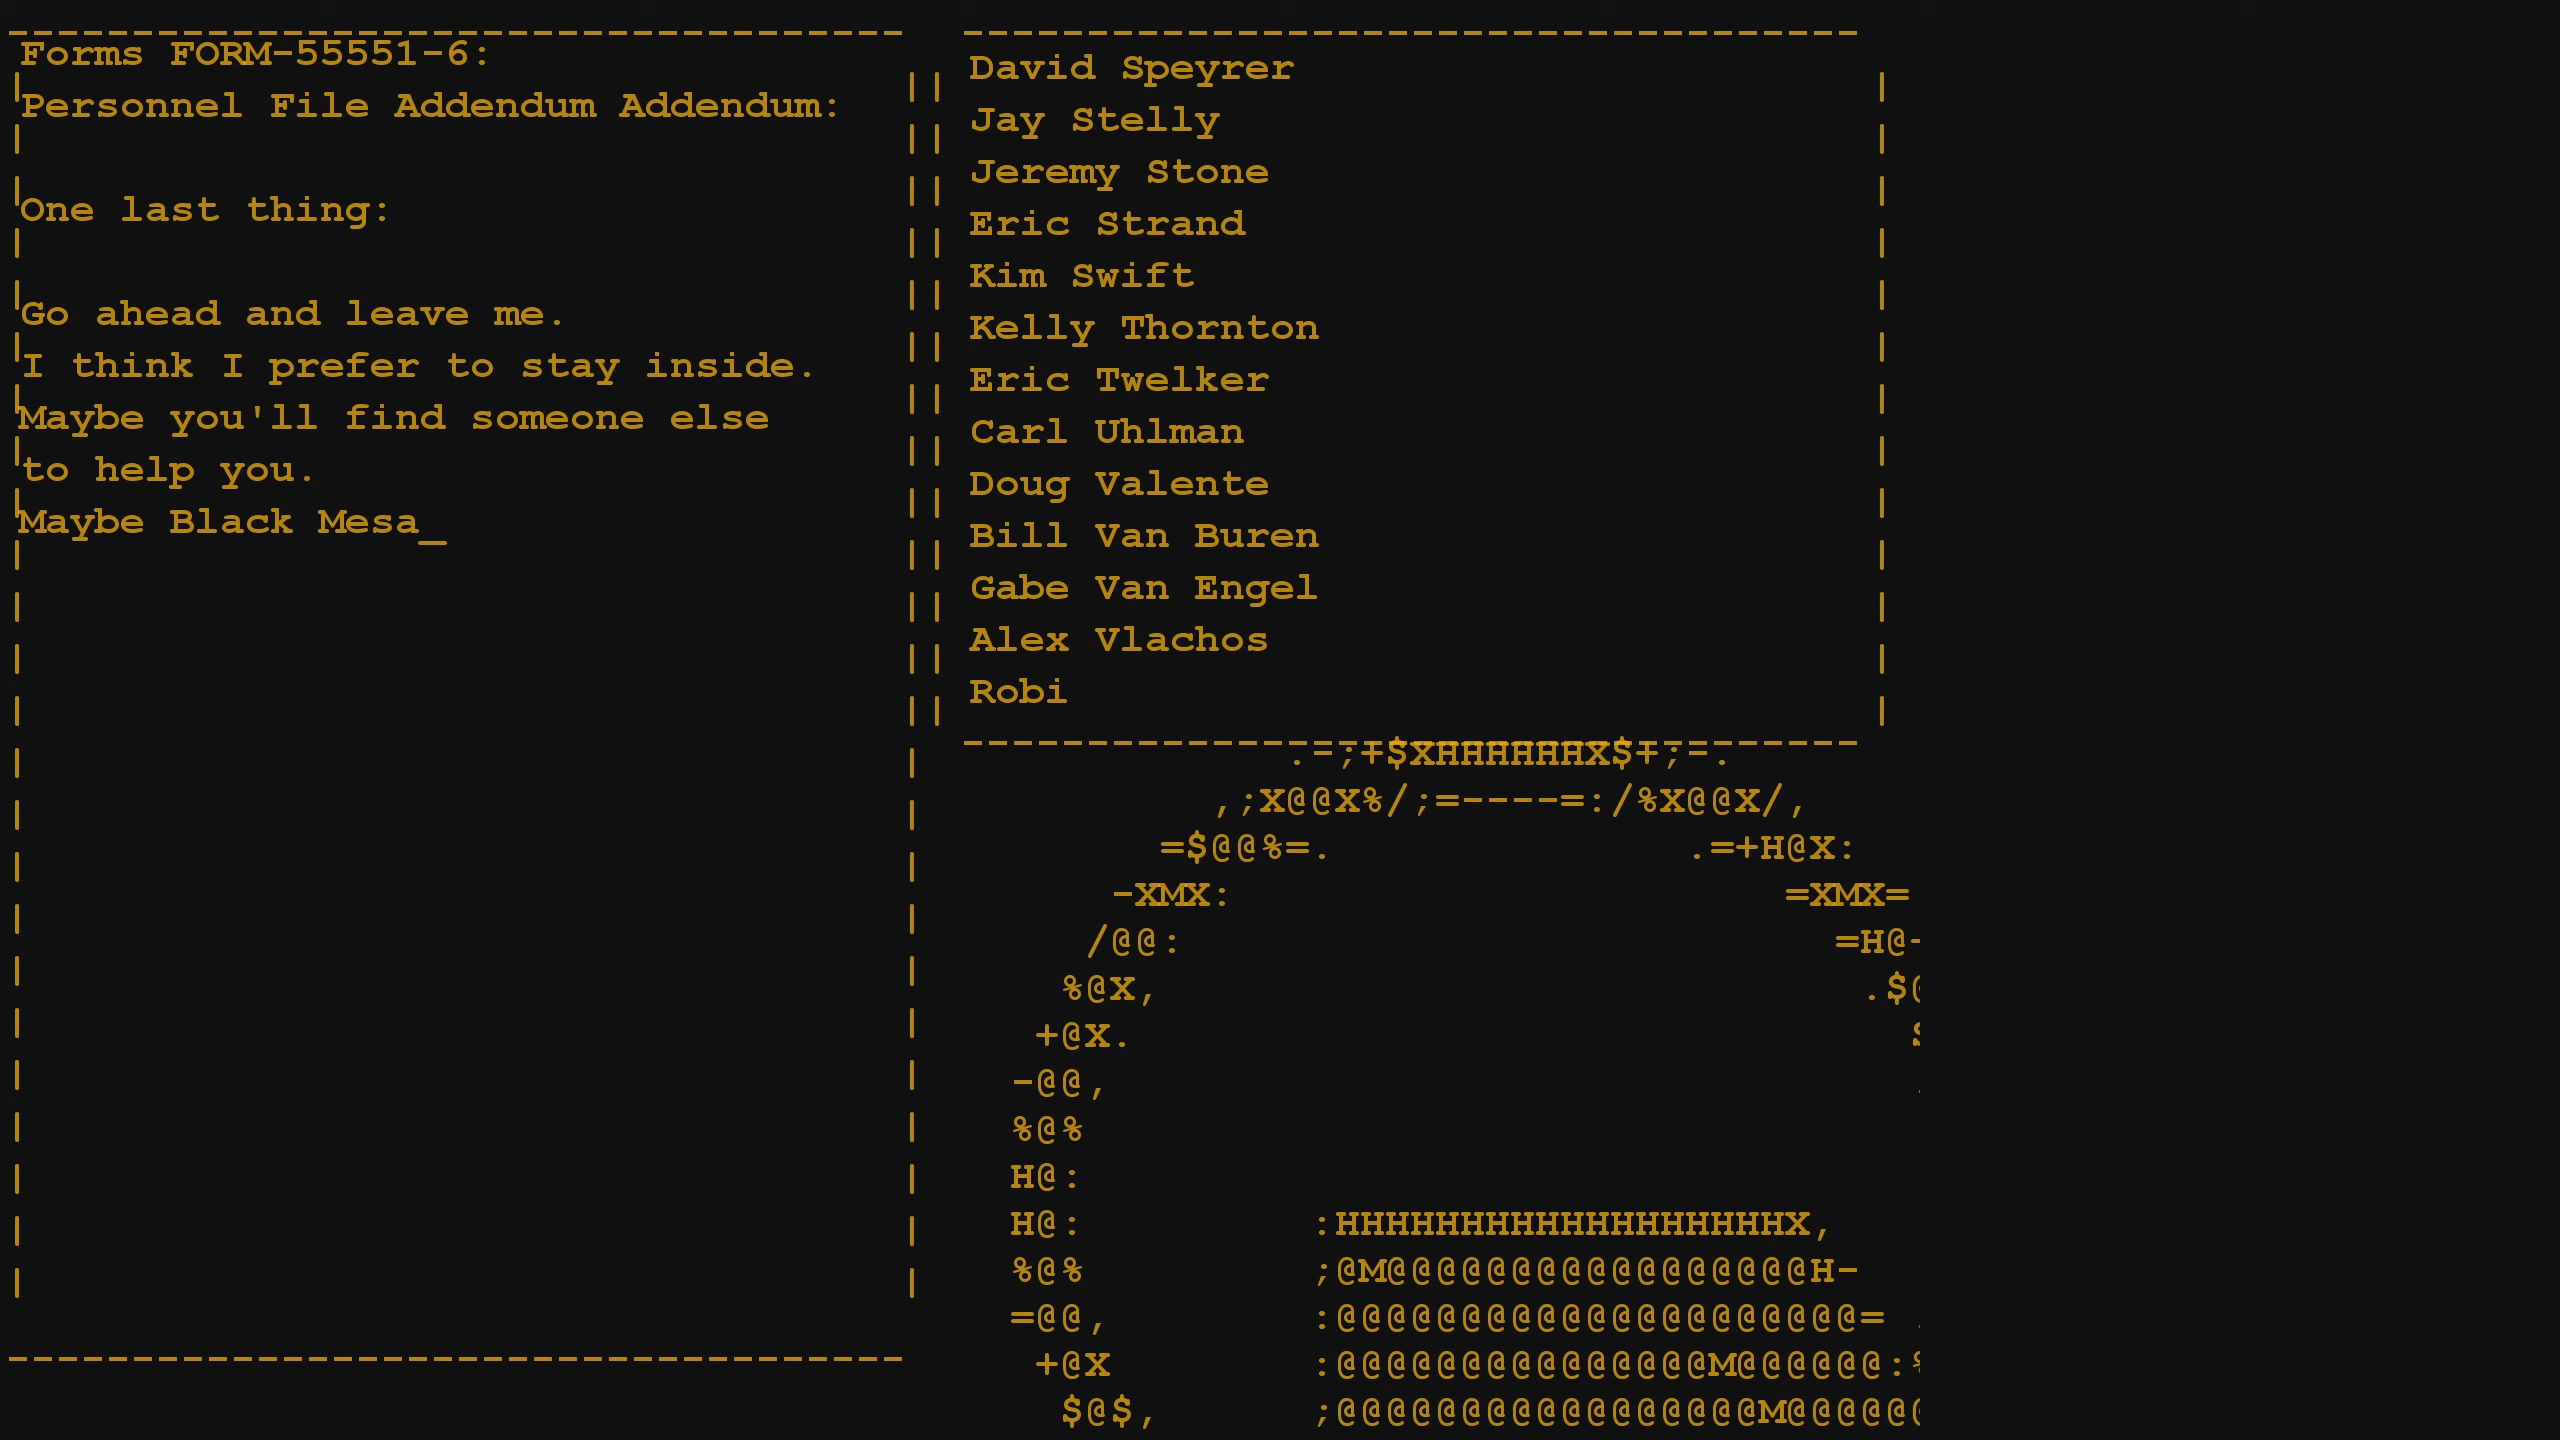 Forms FORM-55551-6:
Personnel File Addendum Addendum:
One last thing:
Go ahead and leave me.
I think I prefer to stay inside.
Maybe you'll find someone else
to help you.
Maybe Black Mesa_
David Speyrer
Jay Stelly
Jeremy Stone
Eric Strand
Kim Swift
Kelly Thornton
Eric Twelker
Carl Uhlman
Doug Valente
Bill Van Buren
Gabe Van Engel
Alex Vlachos
Robi